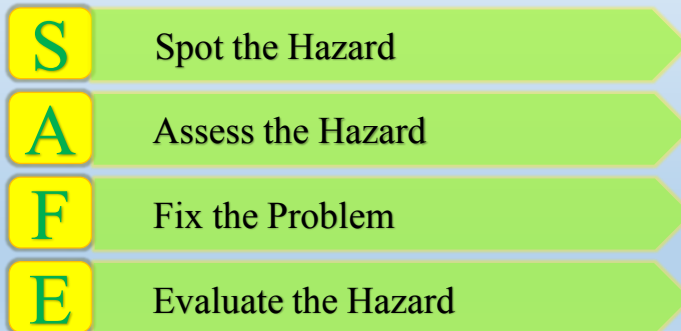 S Spot the Hazard
A Assess the Hazard
F Fix the Problem
E Evaluate the Hazard